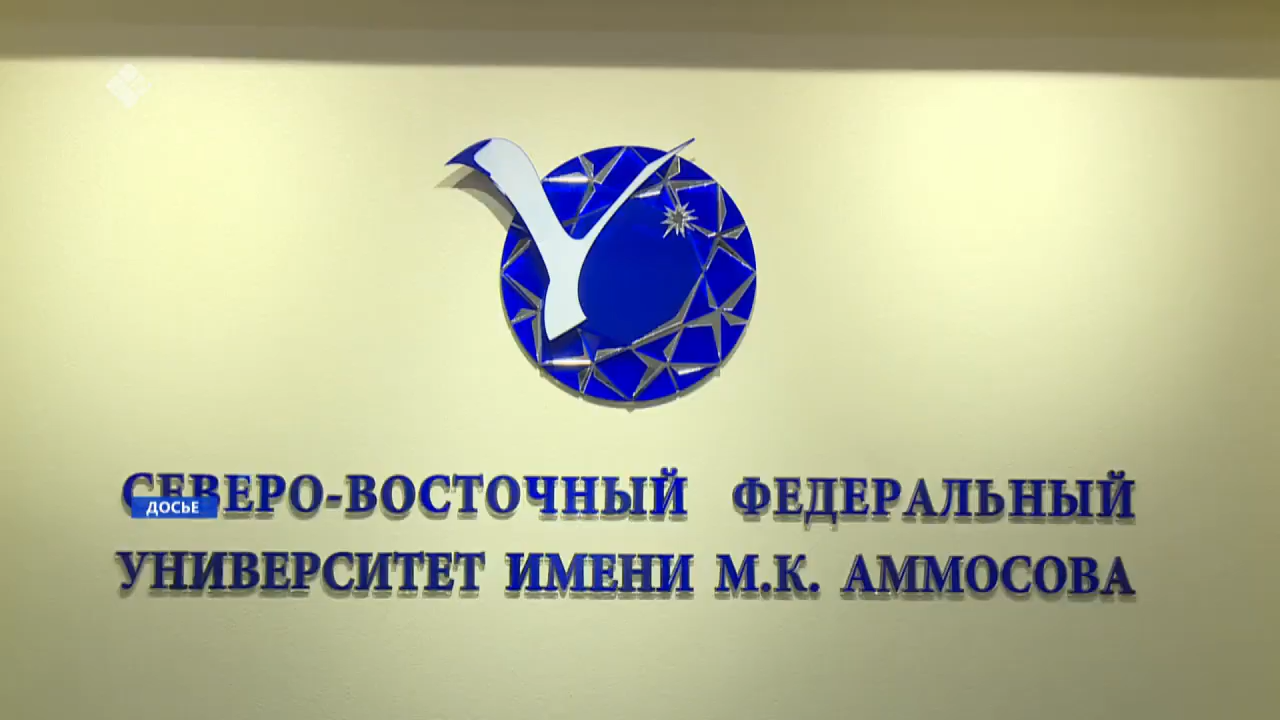 СЕВЕРО-ВОСТОЧНЫЙ ФЕДЕРАЛЬНЫЙ
ДОСЬЕ
УНИВЕРСИТЕТ ИМЕНИ М.К. АММОСОВА